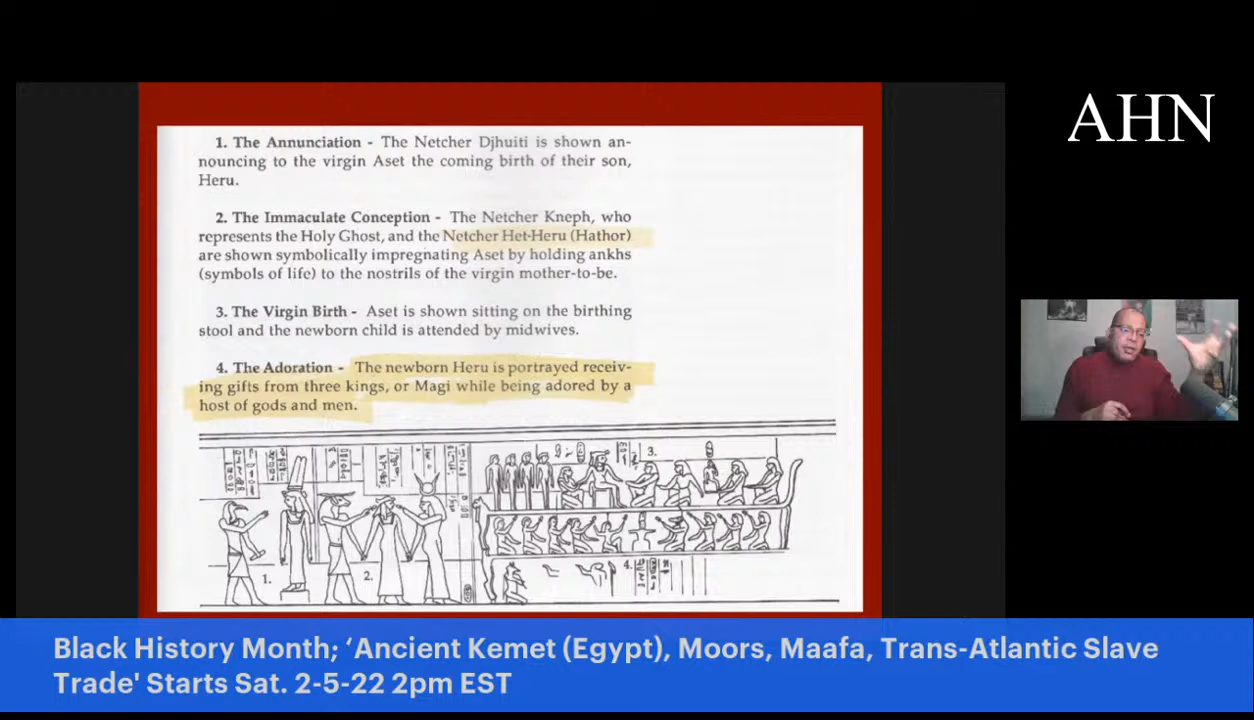 1. The Annunciation - The Netcher Djhuiti is shown an-
nouncing to the virgin Aset the coming birth of their son,
Heru.
2. The Immaculate Conception - The Netcher Kneph, who
represents the Holy Ghost, and the Netcher Het-Heru (Hathor)
are shown symbolically impregnating Aset by holding ankhs
(symbols of life) to the nostrils of the virgin mother-to-be.
3. The Virgin Birth - Aset is shown sitting on the birthing
stool and the newborn child is attended by midwives.
4. The Adoration - The newborn Heru is portrayed receiv-
ing gifts from three kings, or Magi while being adored by a
host of gods and men.
1.
2.
3.
4.
AHN
Black History Month; ‘Ancient Kemet (Egypt), Moors, Maafa, Trans-Atlantic Slave
Trade' Starts Sat. 2-5-22 2pm EST